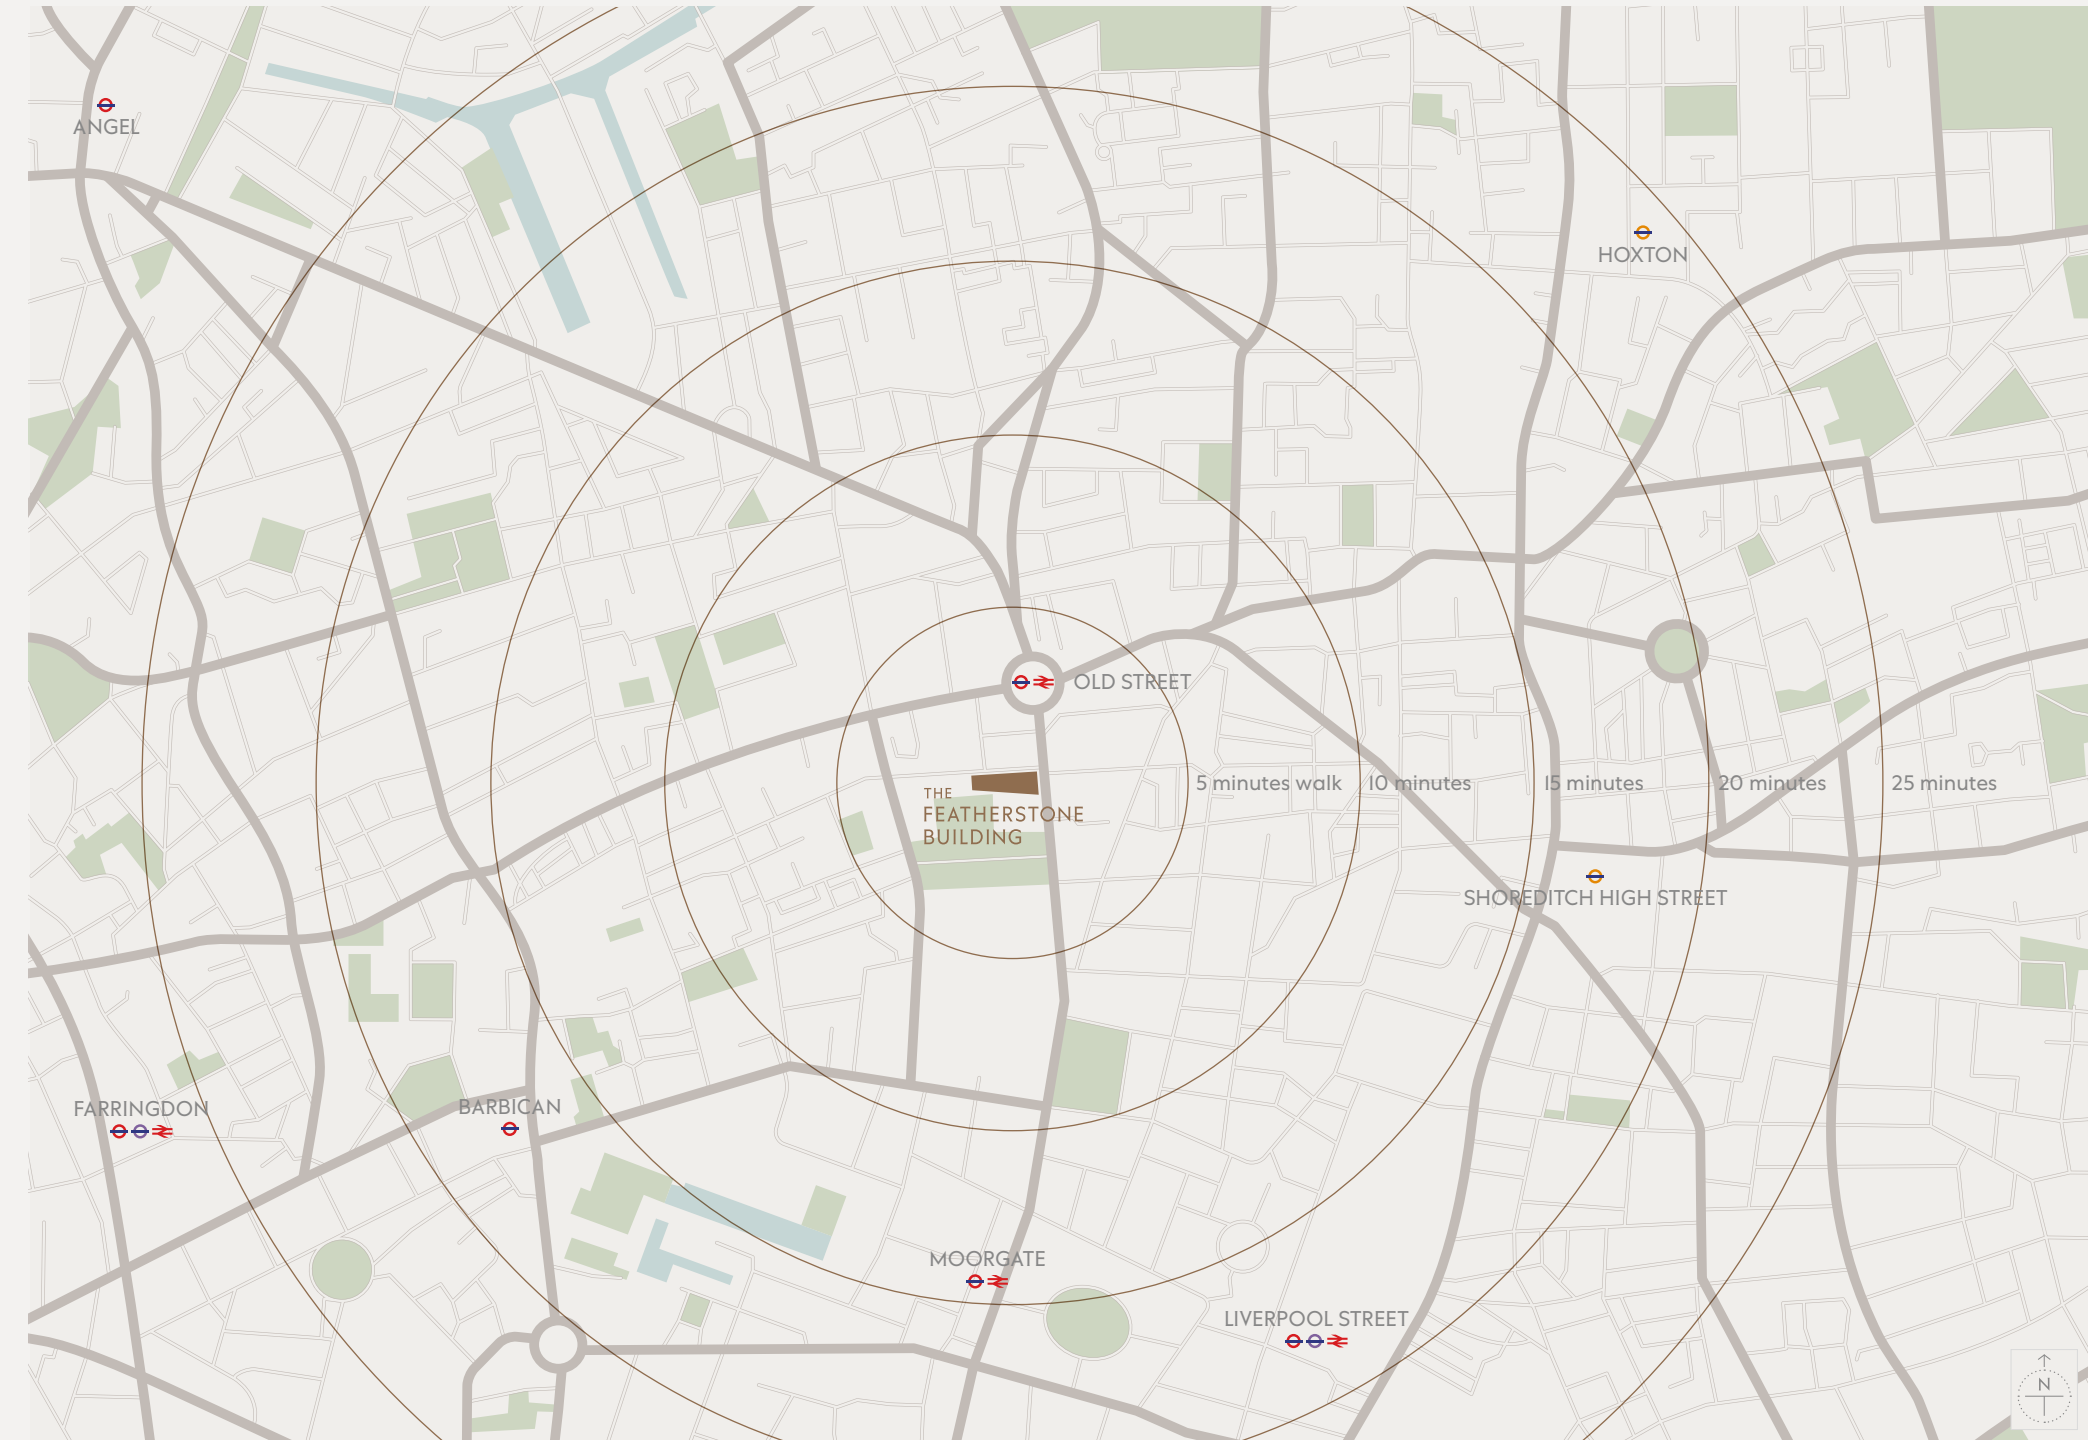 ANGEL
HOXTON
OLD STREET
5 minutes walk
10 minutes
15 minutes
20 minutes
25 minutes
THE
FEATHERSTONE
BUILDING
SHOREDITCH HIGH STREET
FARRINGDON
BARBICAN
MOORGATE
LIVERPOOL STREET
N